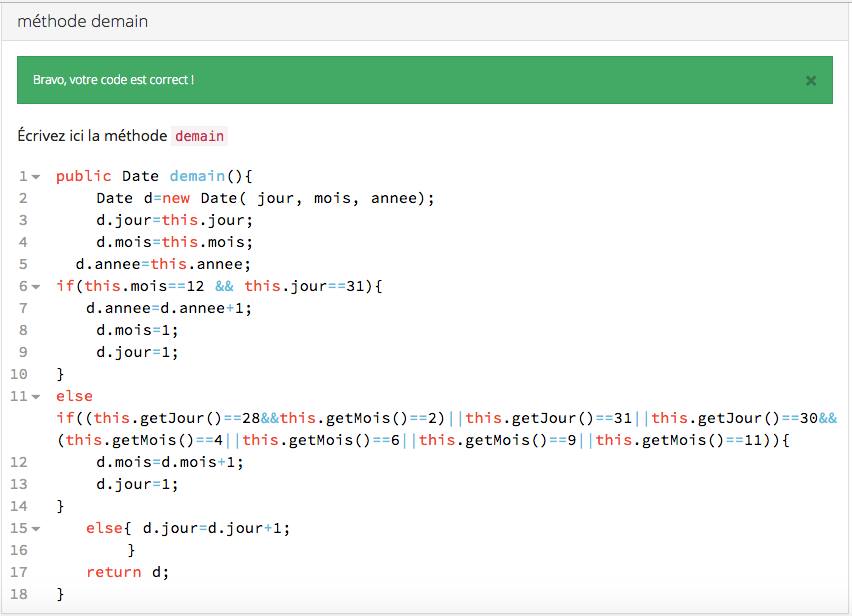 méthode demain
Bravo, votre code est correct !
×
Écrivez ici la méthode demain
1 public Date demain(){
2 Date d=new Date( jour, mois, annee);
3 d.jour=this.jour;
4 d.mois=this.mois;
5 d.annee=this.annee;
6 if(this.mois==12 && this.jour==31){
7 d.annee=d.annee+1;
8 d.mois=1;
9 d.jour=1;
10 }
11 else
if((this.getJour()==28&&this.getMois()==2)||this.getJour()==31||this.getJour()==30&&
(this.getMois()==4||this.getMois()==6||this.getMois()==9||this.getMois()==11)){
12 d.mois=d.mois+1;
13 d.jour=1;
14 }
15 else{ d.jour=d.jour+1;
16 }
17 return d;
18 }